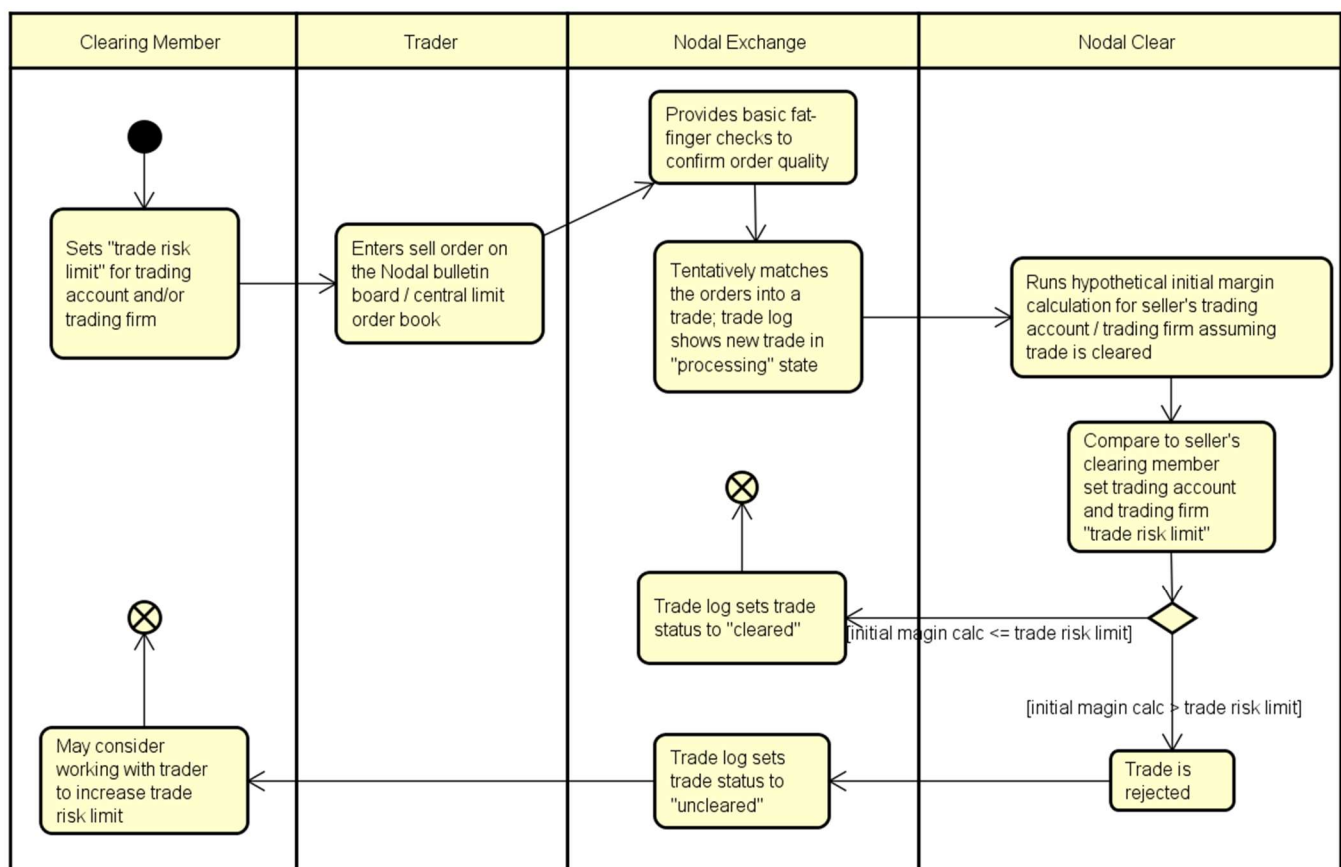 Clearing Member
Trader
Nodal Exchange
Nodal Clear
Provides basic fat-
finger checks to
confirm order quality
Sets "trade risk
limit" for trading
account and/or
trading firm
Enters sell order on
the Nodal bulletin
board / central limit
order book
Tentatively matches
the orders into a
trade; trade log
shows new trade in
"processing" state
Runs hypothetical initial margin
calculation for seller's trading
account / trading firm assuming
trade is cleared
Compare to seller's
clearing member
set trading account
and trading firm
"trade risk limit"
Trade log sets trade
status to "cleared"
[initial magin calc <= trade risk limit]
[initial magin calc > trade risk limit]
May consider
working with trader
to increase trade
risk limit
Trade log sets
trade status to
"uncleared"
Trade is
rejected